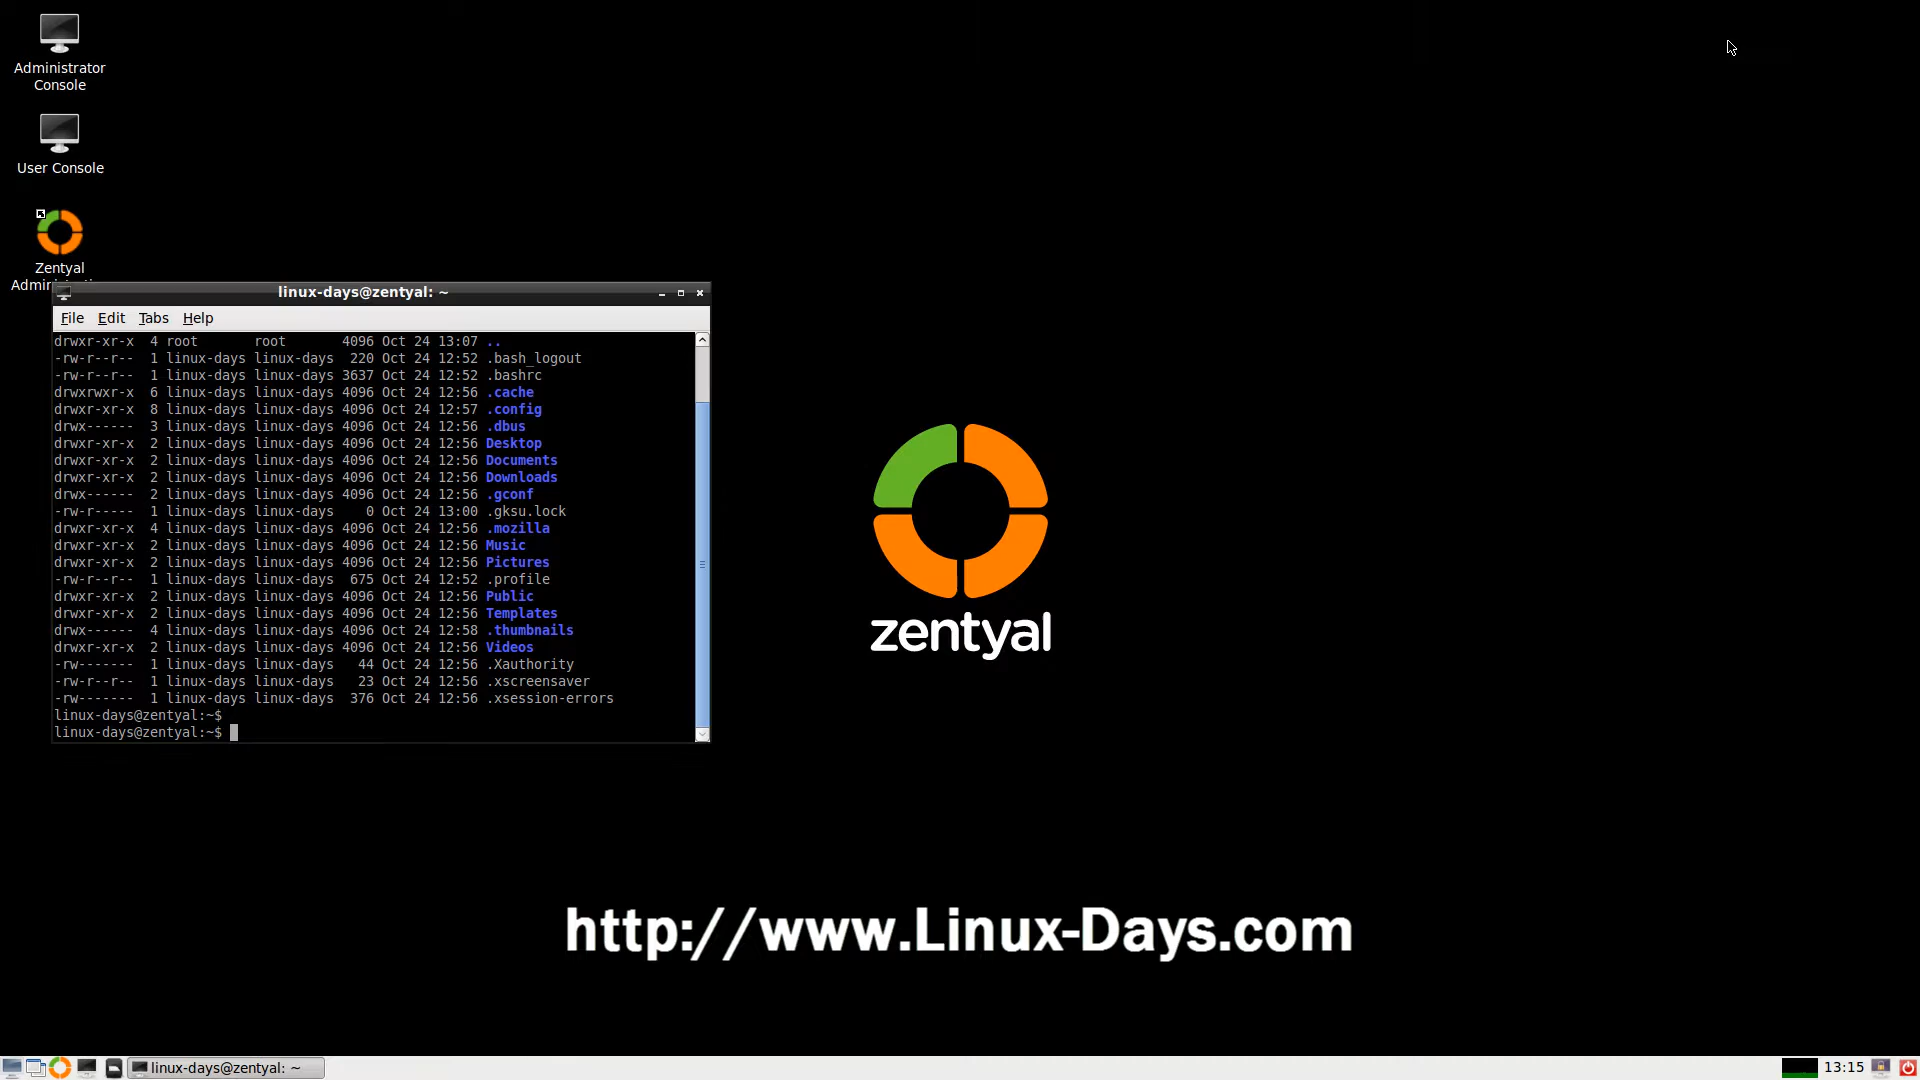 Administrator
Console
User Console
Zentyal
linux-days@zentyal: ~
File Edit Tabs Help
drwxr-xr-x  4 root       root       4096 Oct 24 13:07 ..
-rw-r--r--  1 linux-days linux-days  220 Oct 24 12:52 .bash_logout
-rw-r--r--  1 linux-days linux-days 3637 Oct 24 12:52 .bashrc
drwxrwxr-x  6 linux-days linux-days 4096 Oct 24 12:56 .cache
drwxr-xr-x  8 linux-days linux-days 4096 Oct 24 12:57 .config
drwx------  3 linux-days linux-days 4096 Oct 24 12:56 .dbus
drwxr-xr-x  2 linux-days linux-days 4096 Oct 24 12:56 Desktop
drwxr-xr-x  2 linux-days linux-days 4096 Oct 24 12:56 Documents
drwxr-xr-x  2 linux-days linux-days 4096 Oct 24 12:56 Downloads
drwx------  2 linux-days linux-days 4096 Oct 24 12:56 .gconf
-rw-r-----  1 linux-days linux-days    0 Oct 24 13:00 .gksu.lock
drwxr-xr-x  4 linux-days linux-days 4096 Oct 24 12:56 .mozilla
drwxr-xr-x  2 linux-days linux-days 4096 Oct 24 12:56 Music
drwxr-xr-x  2 linux-days linux-days 4096 Oct 24 12:56 Pictures
-rw-r--r--  1 linux-days linux-days  675 Oct 24 12:52 .profile
drwxr-xr-x  2 linux-days linux-days 4096 Oct 24 12:56 Public
drwxr-xr-x  2 linux-days linux-days 4096 Oct 24 12:56 Templates
drwx------  4 linux-days linux-days 4096 Oct 24 12:58 .thumbnails
drwxr-xr-x  2 linux-days linux-days 4096 Oct 24 12:56 Videos
-rw-------  1 linux-days linux-days   44 Oct 24 12:56 .Xauthority
-rw-r--r--  1 linux-days linux-days   23 Oct 24 12:56 .xscreensaver
-rw-------  1 linux-days linux-days  376 Oct 24 12:56 .xsession-errors
linux-days@zentyal:~$
linux-days@zentyal:~$
zentyal
http://www.Linux-Days.com
linux-days@zentyal: ~
13:15